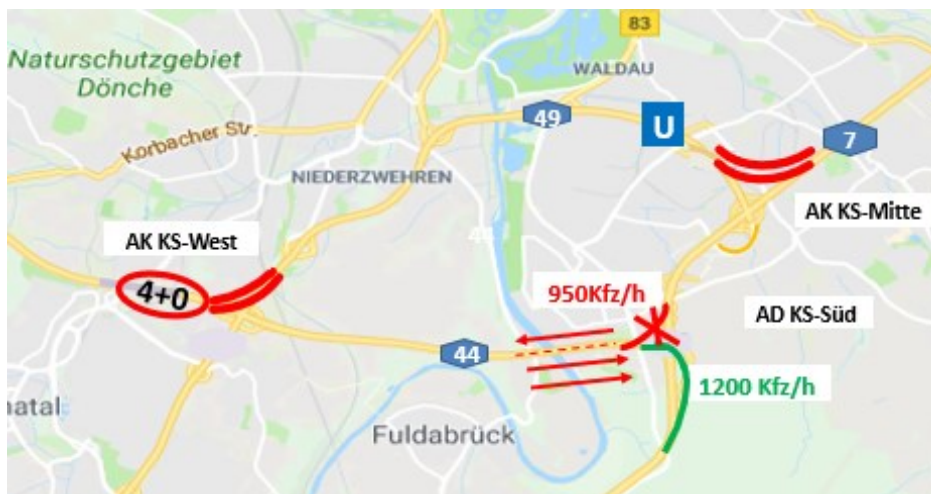 83
Naturschutzgebiet
Dönche
WALDAU
49
U
7
Korbacher Str.
NIEDERZWEHREN
AK KS-Mitte
AK KS-West
44
4+0
950Kfz/h
AD KS-Süd
44
1200 Kfz/h
natal
Fuldabrück